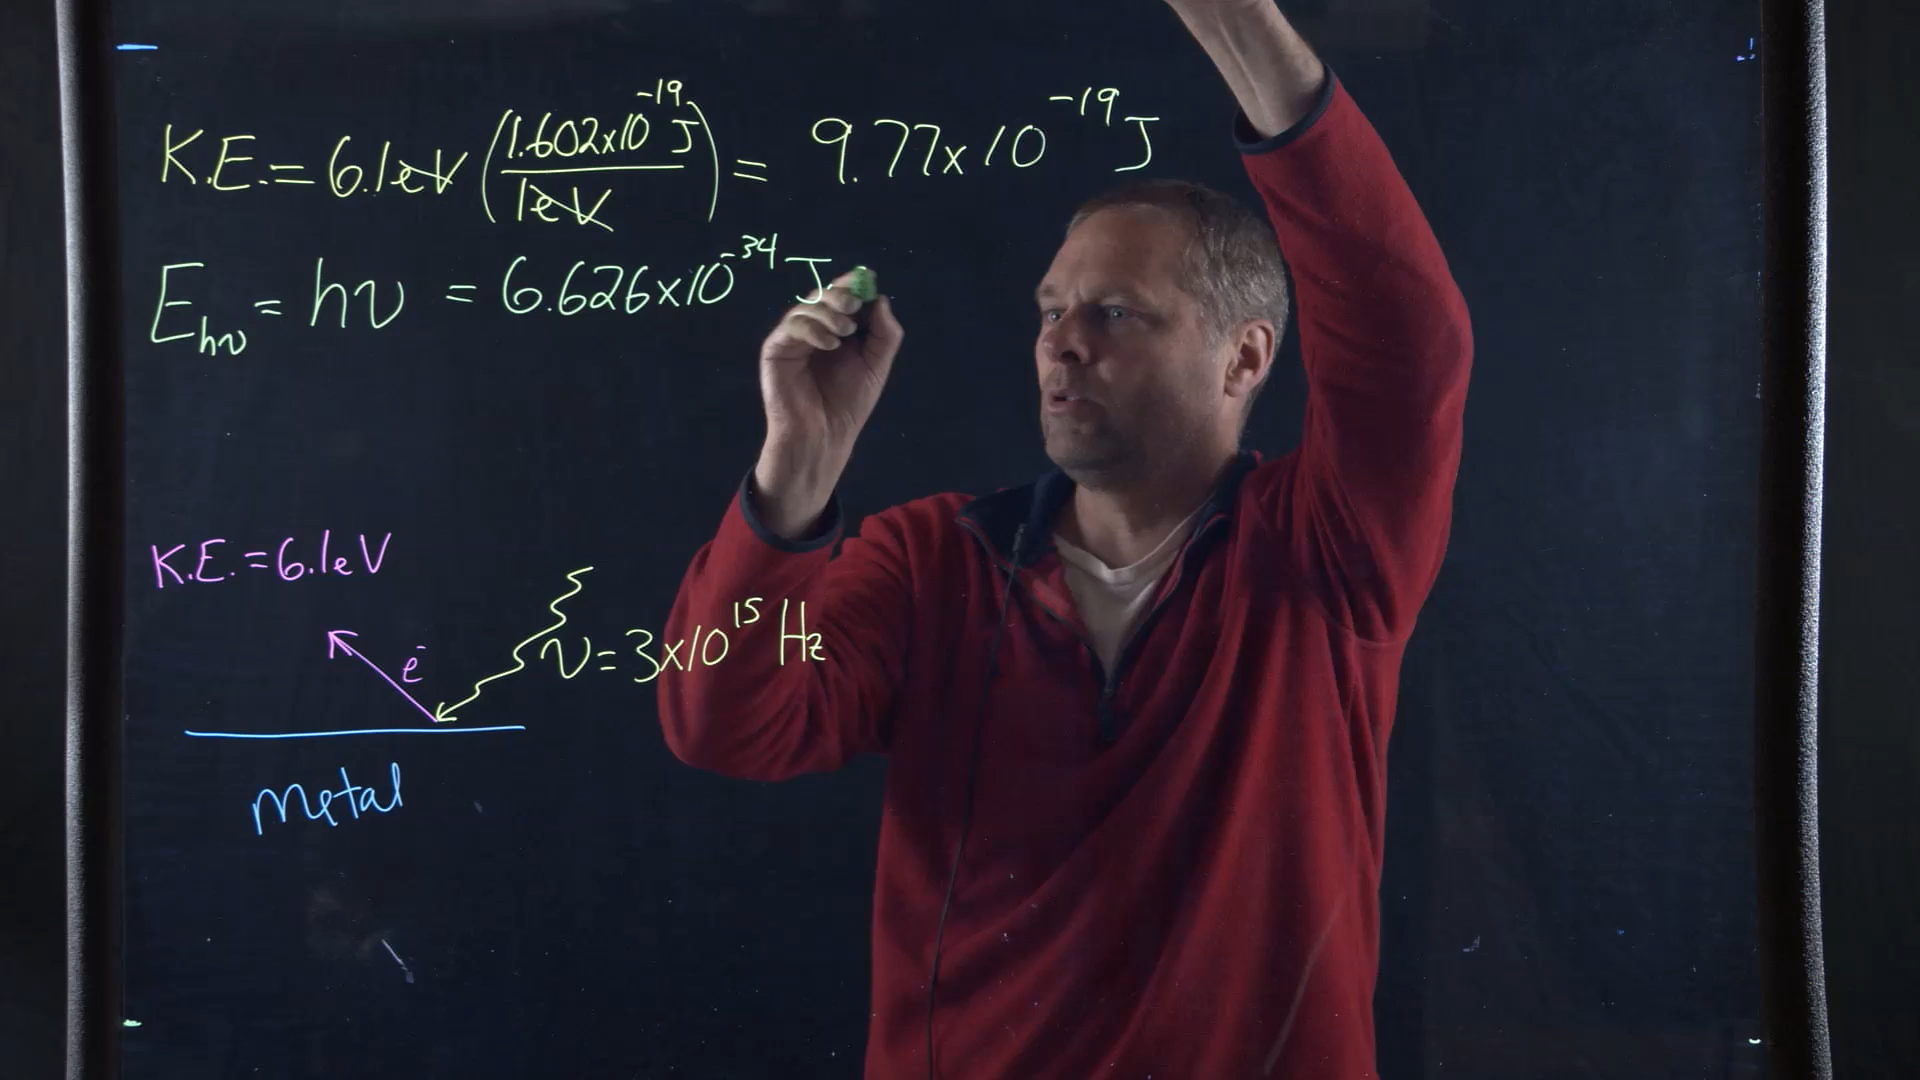 K.E. = 6.1eV (1.602x10^-19 J / 1eV) = 9.77x10^-19 J
E_hν = hν = 6.626x10^-34 J
K.E. = 6.1eV
e^-
ν = 3x10^15 Hz
Metal